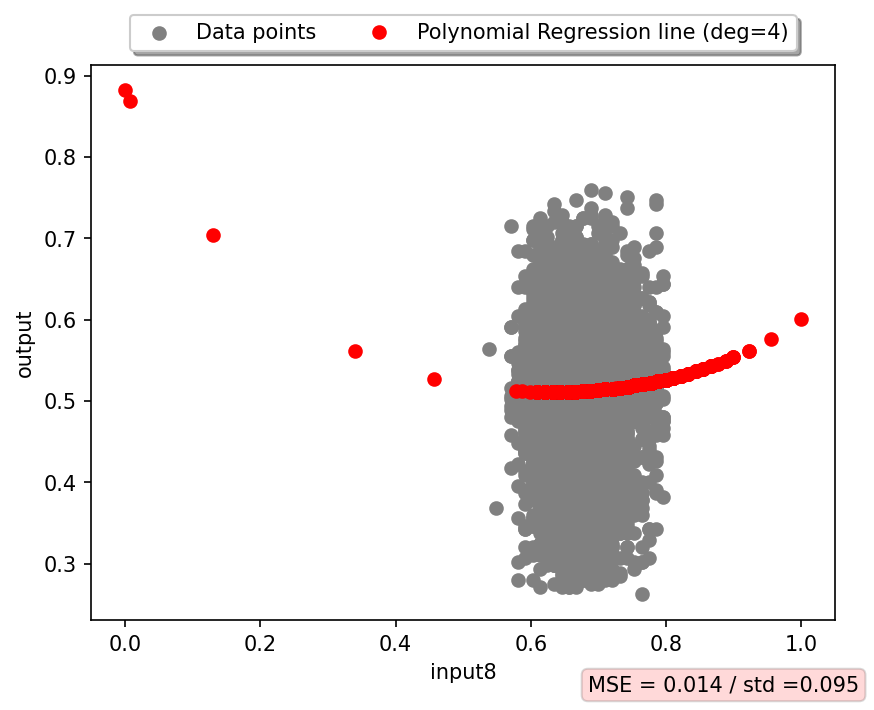 Data points Polynomial Regression line (deg=4)
0.9
0.8
0.7
0.6
0.5
0.4
0.3
output
0.0 0.2 0.4 0.6 0.8 1.0
input8
MSE = 0.014 / std =0.095